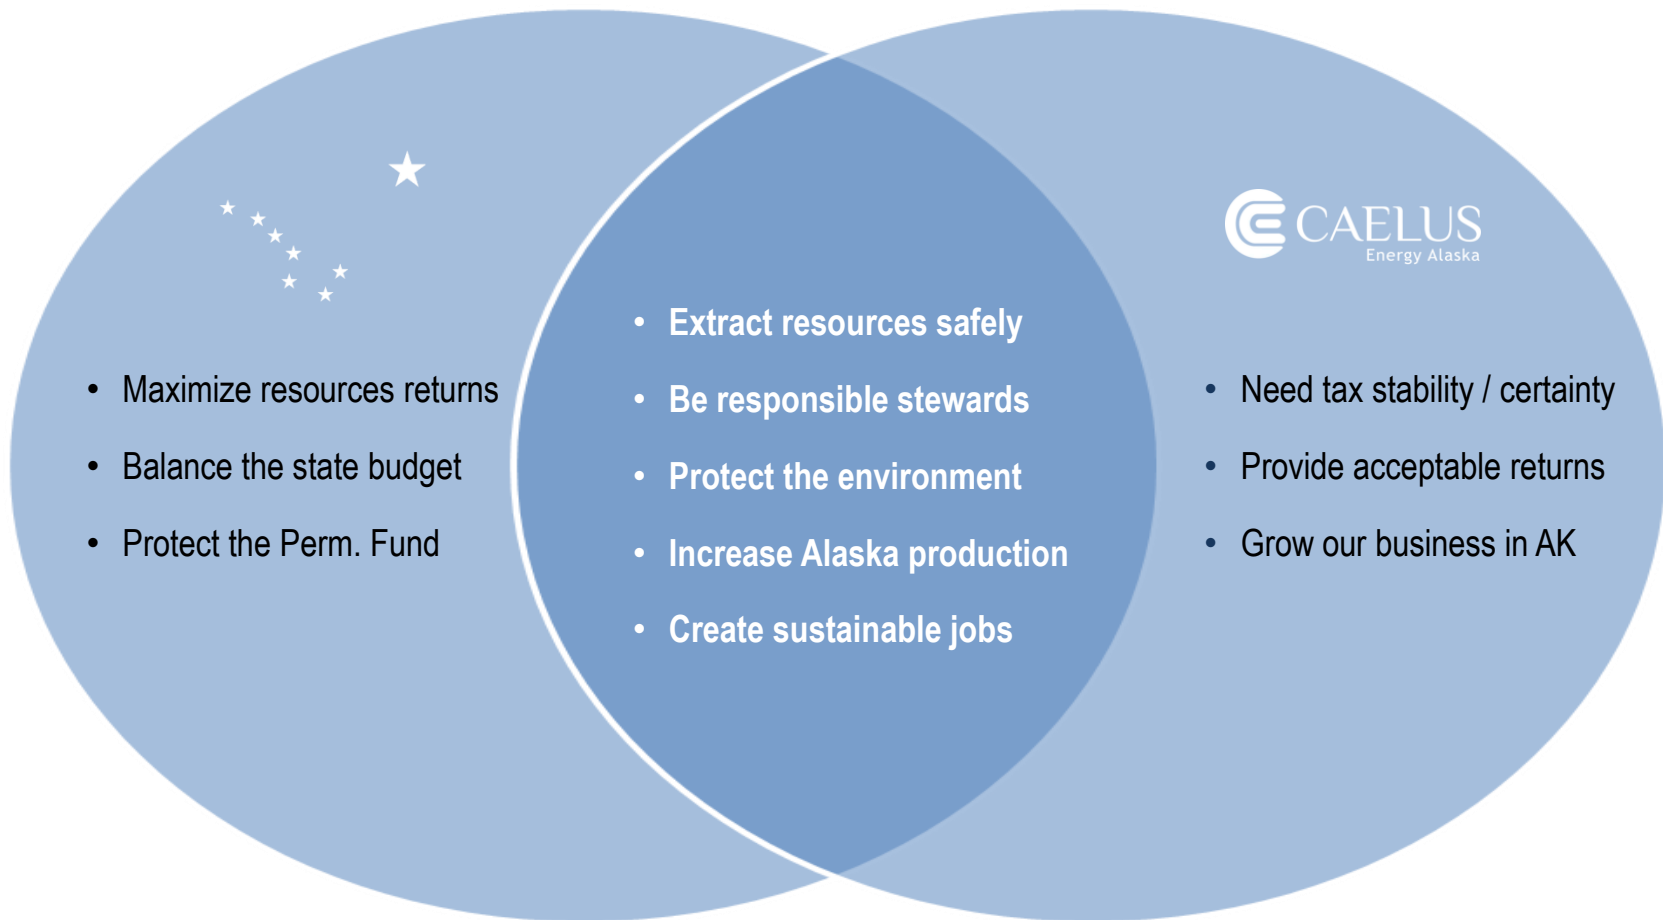 • Maximize resources returns
• Balance the state budget
• Protect the Perm. Fund
• Extract resources safely
• Be responsible stewards
• Protect the environment
• Increase Alaska production
• Create sustainable jobs
CAELUS
Energy Alaska
• Need tax stability / certainty
• Provide acceptable returns
• Grow our business in AK